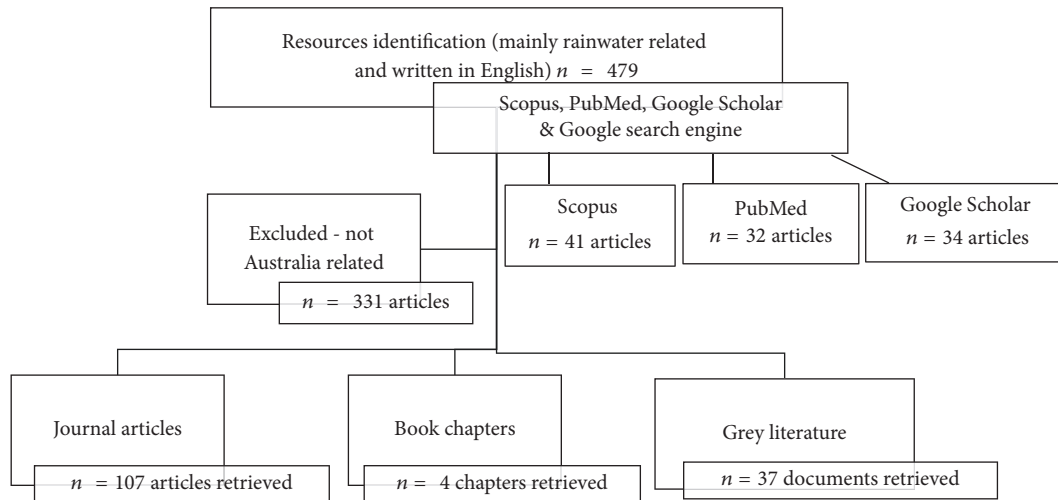 Resources identification (mainly rainwater related
and written in English) n = 479
Scopus, PubMed, Google Scholar
& Google search engine
Scopus
n = 41 articles
PubMed
n = 32 articles
Google Scholar
n = 34 articles
Excluded - not
Australia related
n = 331 articles
Journal articles
n = 107 articles retrieved
Book chapters
n = 4 chapters retrieved
Grey literature
n = 37 documents retrieved